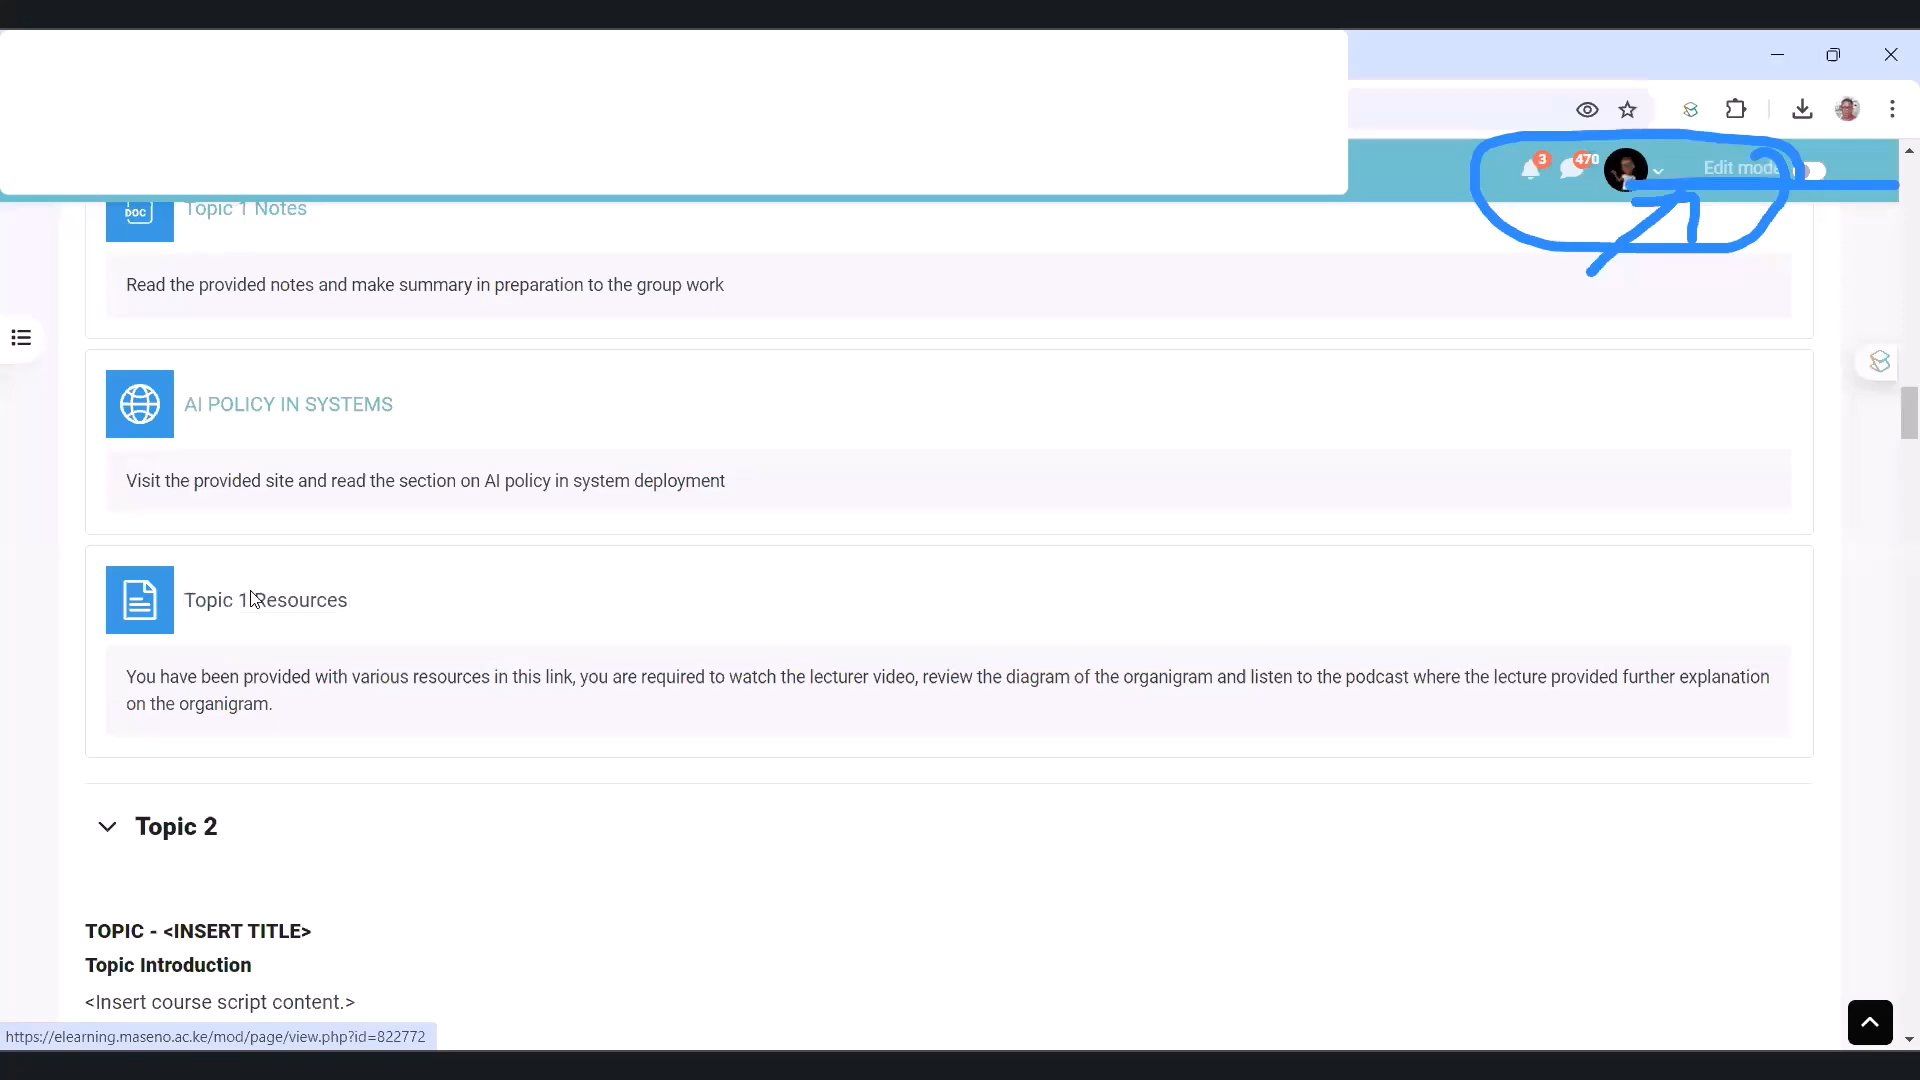 3
470
Edit mode
DOC
Topic 1 Notes
Read the provided notes and make summary in preparation to the group work
AI POLICY IN SYSTEMS
Visit the provided site and read the section on AI policy in system deployment
Topic 1 Resources
You have been provided with various resources in this link, you are required to watch the lecturer video, review the diagram of the organigram and listen to the podcast where the lecture provided further explanation
on the organigram.
Topic 2
TOPIC - <INSERT TITLE>
Topic Introduction
<Insert course script content.>
https://elearning.maseno.ac.ke/mod/page/view.php?id=822772